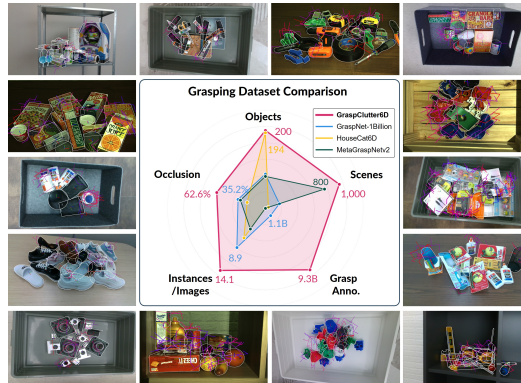 Grasping Dataset Comparison
Objects
GraspClutter6D
GraspNet-1Billion
HouseCat6D
MetaGraspNetv2
200
194
Occlusion
Scenes
800
35.2%
62.6%
1,000
1.1B
8.9
Instances
/Images
14.1
9.3B
Grasp
Anno.